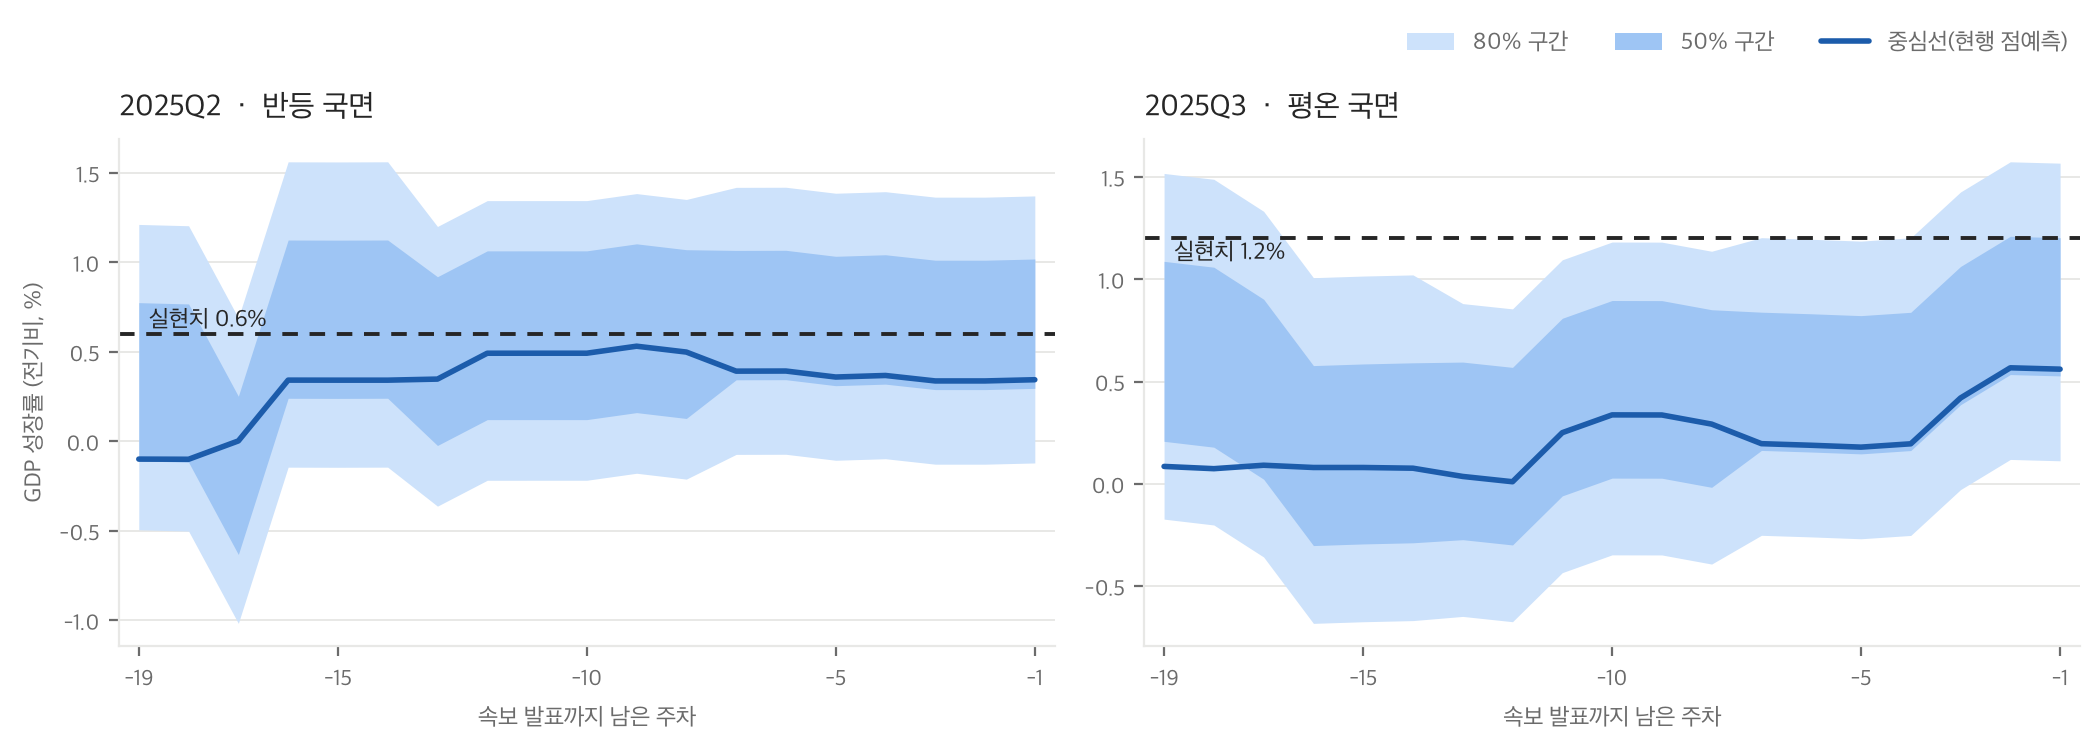 80% 구간 50% 구간 중심선(현행 점예측)
2025Q2 · 반등 국면
GDP 성장률 (전기비, %)
1.5
1.0
0.5
0.0
-0.5
-1.0
실현치 0.6%
-19 -15 -10 -5 -1
속보 발표까지 남은 주차
2025Q3 · 평온 국면
1.5
1.0
0.5
0.0
-0.5
실현치 1.2%
-19 -15 -10 -5 -1
속보 발표까지 남은 주차